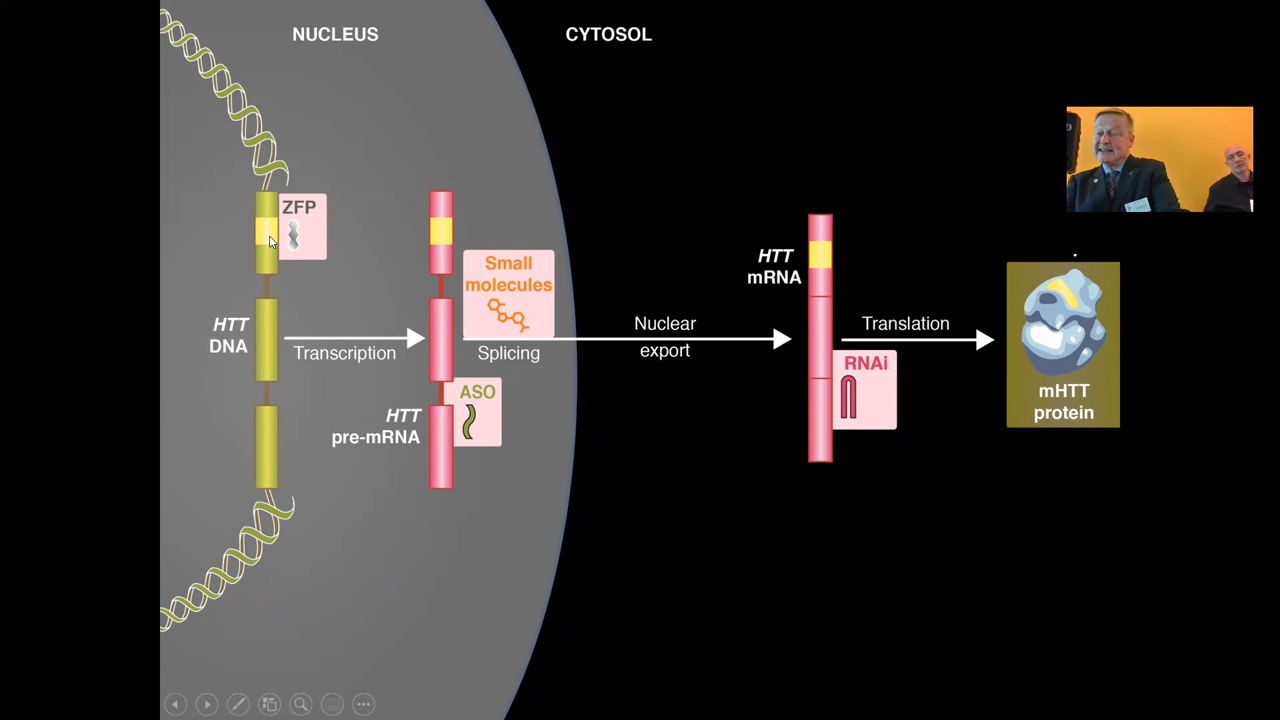 NUCLEUS
CYTOSOL
ZFP
Small
molecules
HTT
mRNA
HTT
DNA
Transcription
Splicing
Nuclear
export
Translation
RNAi
ASO
HTT
pre-mRNA
mHTT
protein